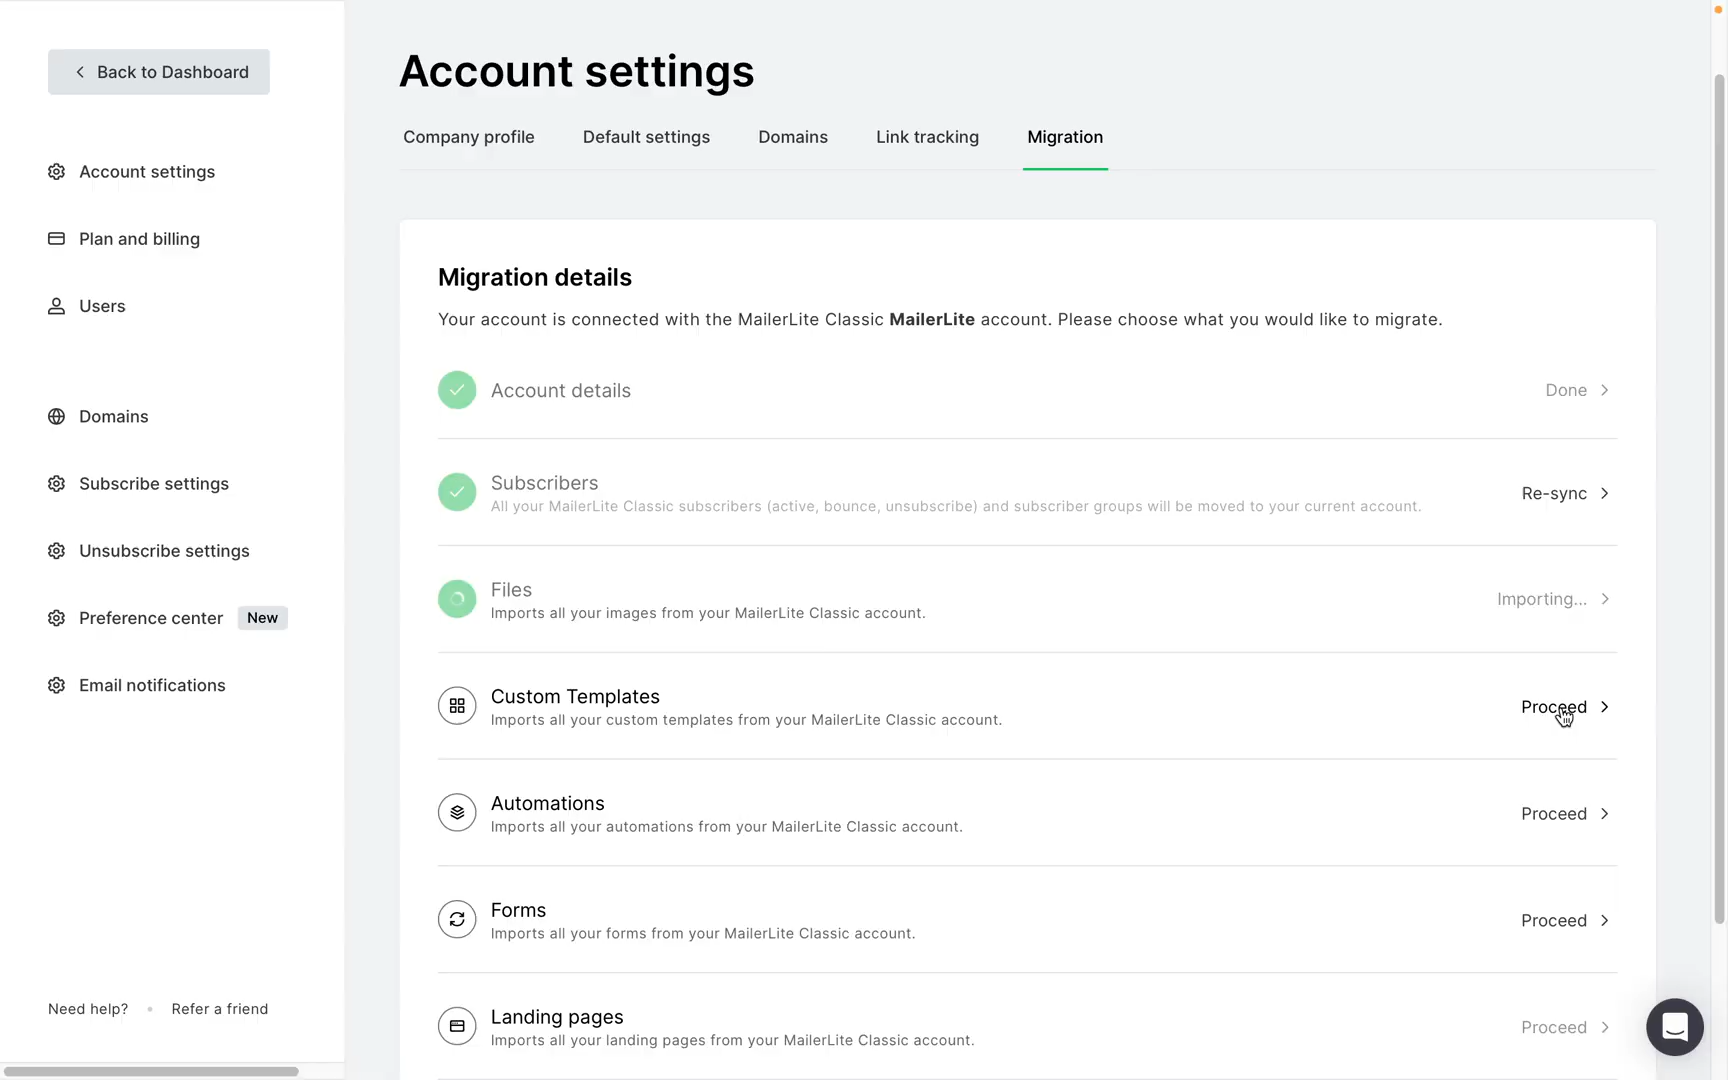 Back to Dashboard
Account settings
Plan and billing
Users
Domains
Subscribe settings
Unsubscribe settings
Preference center New
Email notifications
Need help? • Refer a friend
Account settings
Company profile Default settings Domains Link tracking Migration
Migration details
Your account is connected with the MailerLite Classic MailerLite account. Please choose what you would like to migrate.
Account details Done
Subscribers
All your MailerLite Classic subscribers (active, bounce, unsubscribe) and subscriber groups will be moved to your current account.
Re-sync
Files
Imports all your images from your MailerLite Classic account.
Importing...
Custom Templates
Imports all your custom templates from your MailerLite Classic account.
Proceed
Automations
Imports all your automations from your MailerLite Classic account.
Proceed
Forms
Imports all your forms from your MailerLite Classic account.
Proceed
Landing pages
Imports all your landing pages from your MailerLite Classic account.
Proceed